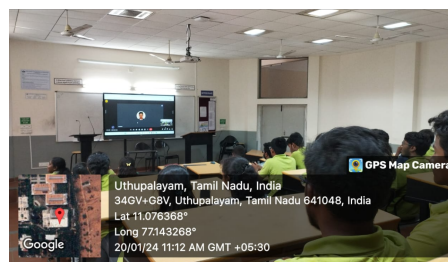 GPS Map Camera
Uthupalayam, Tamil Nadu, India
34GV+G8V, Uthupalayam, Tamil Nadu 641048, India
Lat 11.076368°
Long 77.143268°
20/01/24 11:12 AM GMT +05:30
Google